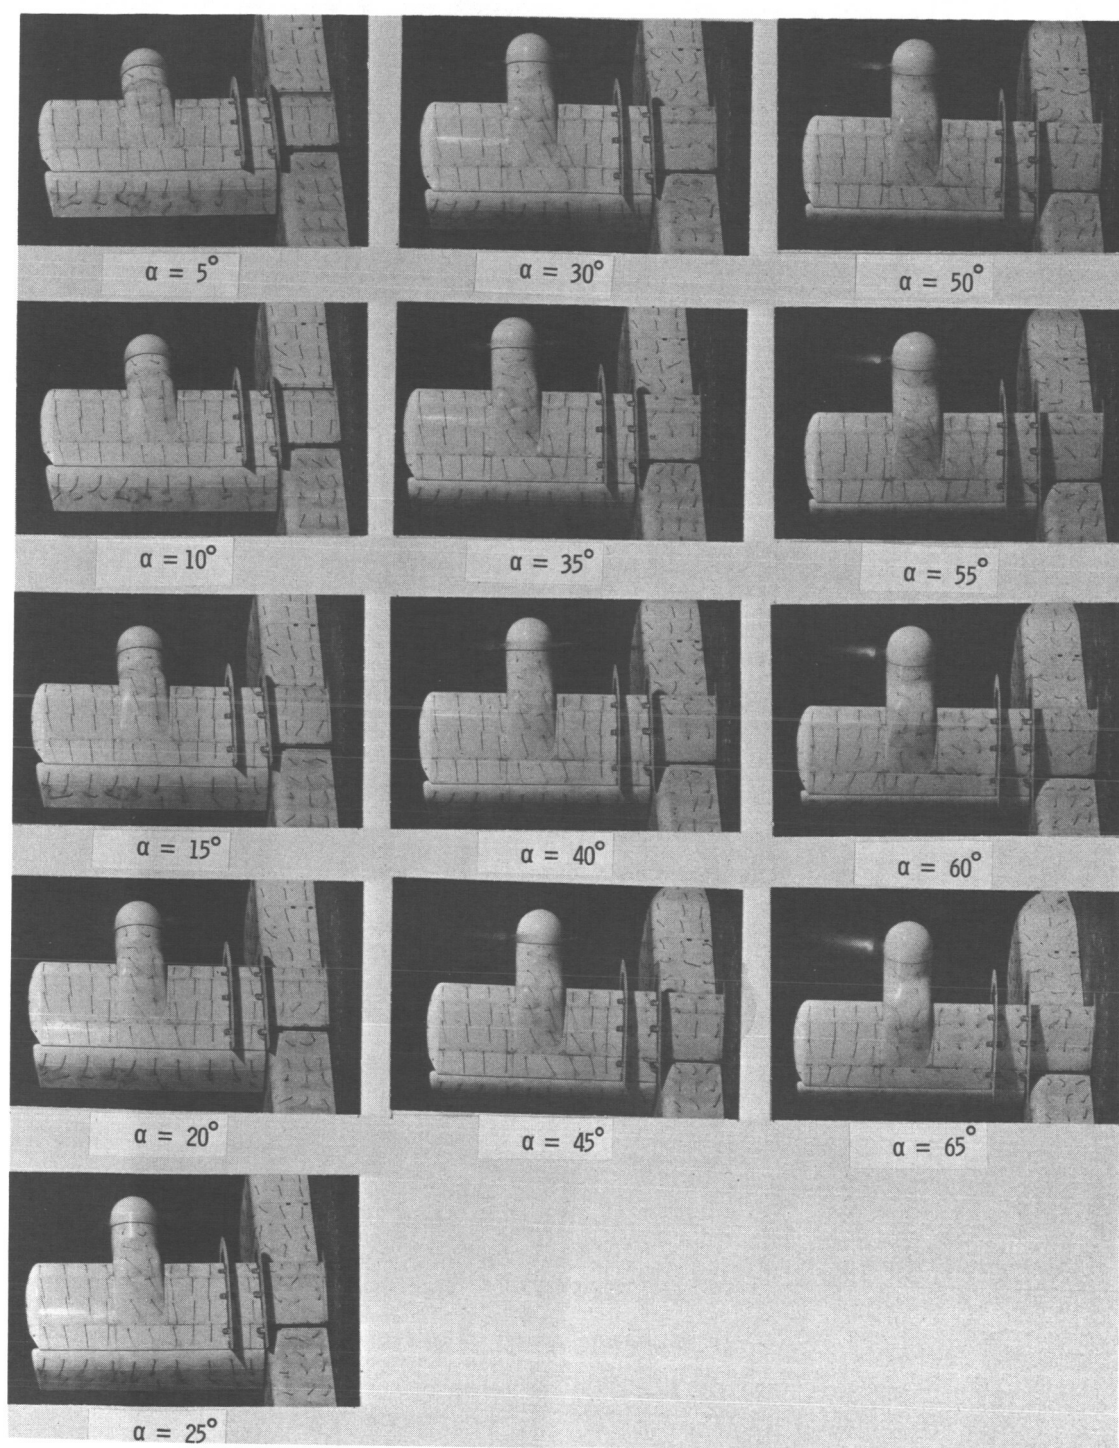 α = 5°
α = 30°
α = 50°
α = 10°
α = 35°
α = 55°
α = 15°
α = 40°
α = 60°
α = 20°
α = 45°
α = 65°
α = 25°